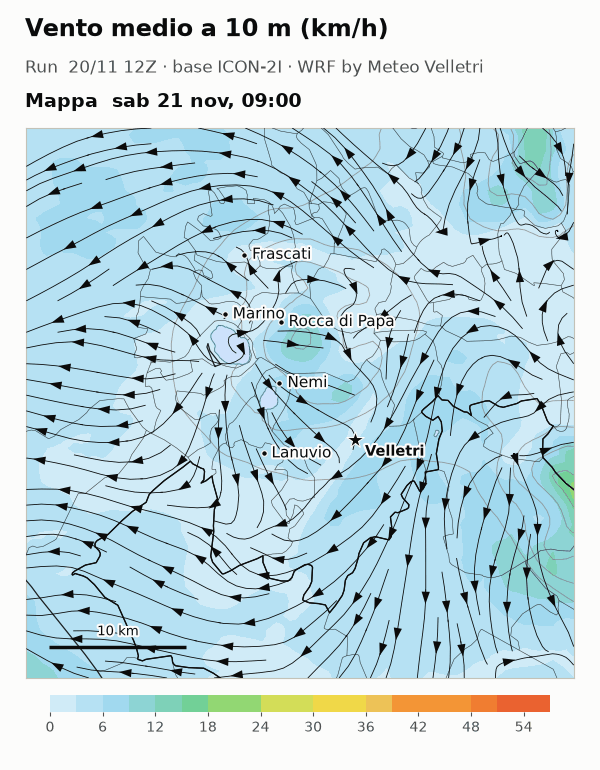 Vento medio a 10 m (km/h)
Run  20/11 12Z · base ICON-2I · WRF by Meteo Velletri
Mappa  sab 21 nov, 09:00
Frascati
Marino
Rocca di Papa
Nemi
Velletri
Lanuvio
10 km
0 6 12 18 24 30 36 42 48 54